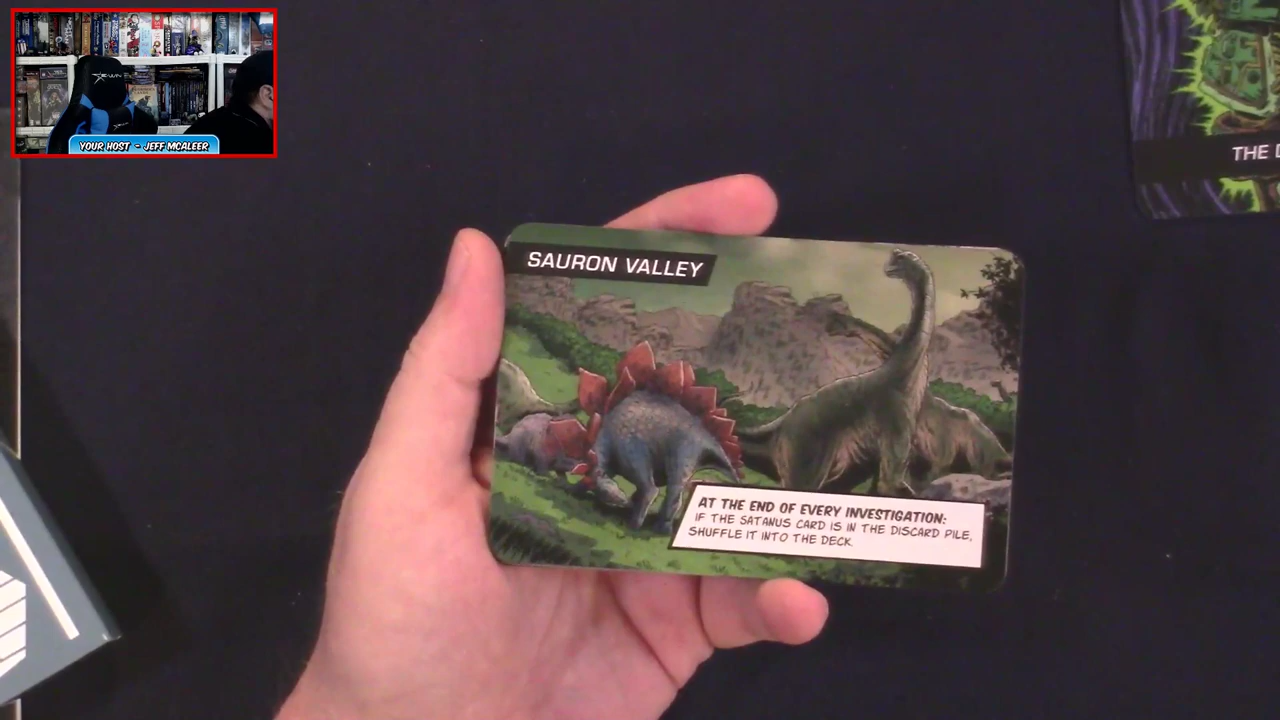 YOUR HOST - JEFF MCALEER
THE
SAURON VALLEY
AT THE END OF EVERY INVESTIGATION:
IF THE SATANUS CARD IS IN THE DISCARD PILE,
SHUFFLE IT INTO THE DECK.